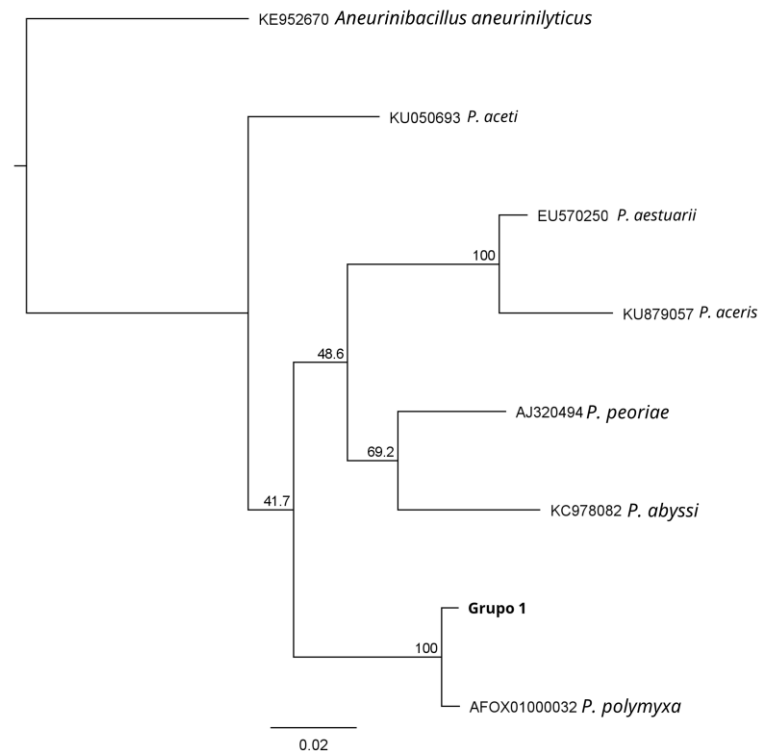 KE952670 Aneurinibacillus aneurinilyticus
KU050693 P. aceti
EU570250 P. aestuarii
100
KU879057 P. aceris
48.6
AJ320494 P. peoriae
69.2
KC978082 P. abyssi
41.7
Grupo 1
100
AFOX01000032 P. polymyxa
0.02